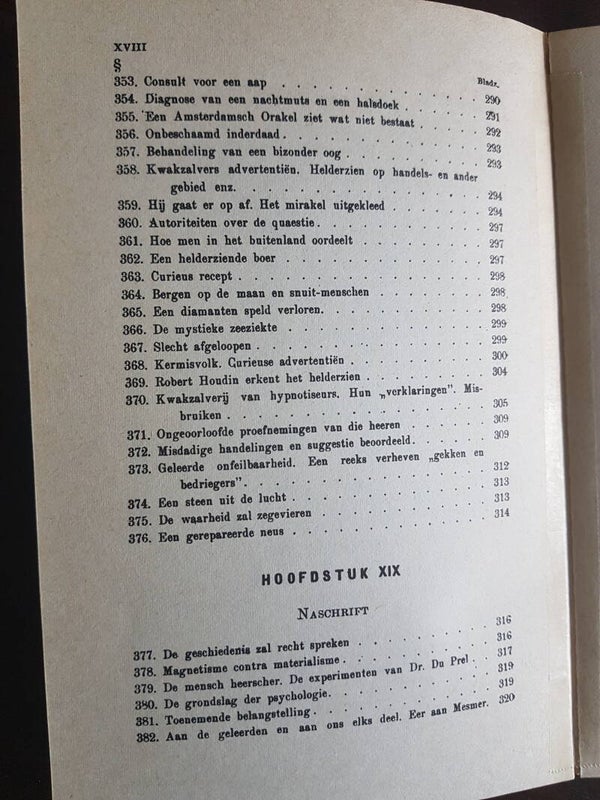 XVIII
§
Bladz.
353. Consult voor een aap . . . . . . . . . . 290
354. Diagnose van een nachtmuts en een halsdoek . . . . . 291
355. Een Amsterdamsch Orakel ziet wat niet bestaat . . . . 292
356. Onbeschaamd inderdaad . . . . . . . . . . 293
357. Behandeling van een bizonder oog . . . . . . . . 293
358. Kwakzalvers advertentiën. Helderzien op handels- en ander
gebied enz. . . . . . . . . . . . 294
359. Hij gaat er op af. Het mirakel uitgekleed . . . . . . 294
360. Autoriteiten over de quaestie . . . . . . . . . 297
361. Hoe men in het buitenland oordeelt . . . . . . . 297
362. Een helderziende boer . . . . . . . . . . 297
363. Curieus recept . . . . . . . . . . . . 298
364. Bergen op de maan en snuit-menschen . . . . . . 298
365. Een diamanten speld verloren. . . . . . . . . 298
366. De mystieke zeeziekte . . . . . . . . . . 299
367. Slecht afgeloopen . . . . . . . . . . . 299
368. Kermisvolk. Curieuse advertentiën . . . . . . . 300
369. Robert Houdin erkent het helderzien . . . . . . . 304
370. Kwakzalverij van hypnotiseurs. Hun „verklaringen”. Mis-
bruiken . . . . . . . . . . . . 305
371. Ongeoorloofde proefnemingen van die heeren . . . . . 309
372. Misdadige handelingen en suggestie beoordeeld. . . . . 309
373. Geleerde onfeilbaarheid. Een reeks verheven „gekken en
bedriegers”. . . . . . . . . . . . 312
374. Een steen uit de lucht . . . . . . . . . . 313
375. De waarheid zal zegevieren . . . . . . . . . 313
376. Een gerepareerde neus . . . . . . . . . . 314
HOOFDSTUK XIX
NASCHRIFT
377. De geschiedenis zal recht spreken . . . . . . . 316
378. Magnetisme contra materialisme . . . . . . . . 316
379. De mensch heerscher. De experimenten van Dr. Du Prel . . 317
380. De grondslag der psychologie. . . . . . . . . 319
381. Toenemende belangstelling . . . . . . . . . 319
382. Aan de geleerden en aan ons elks deel. Eer aan Mesmer. 320